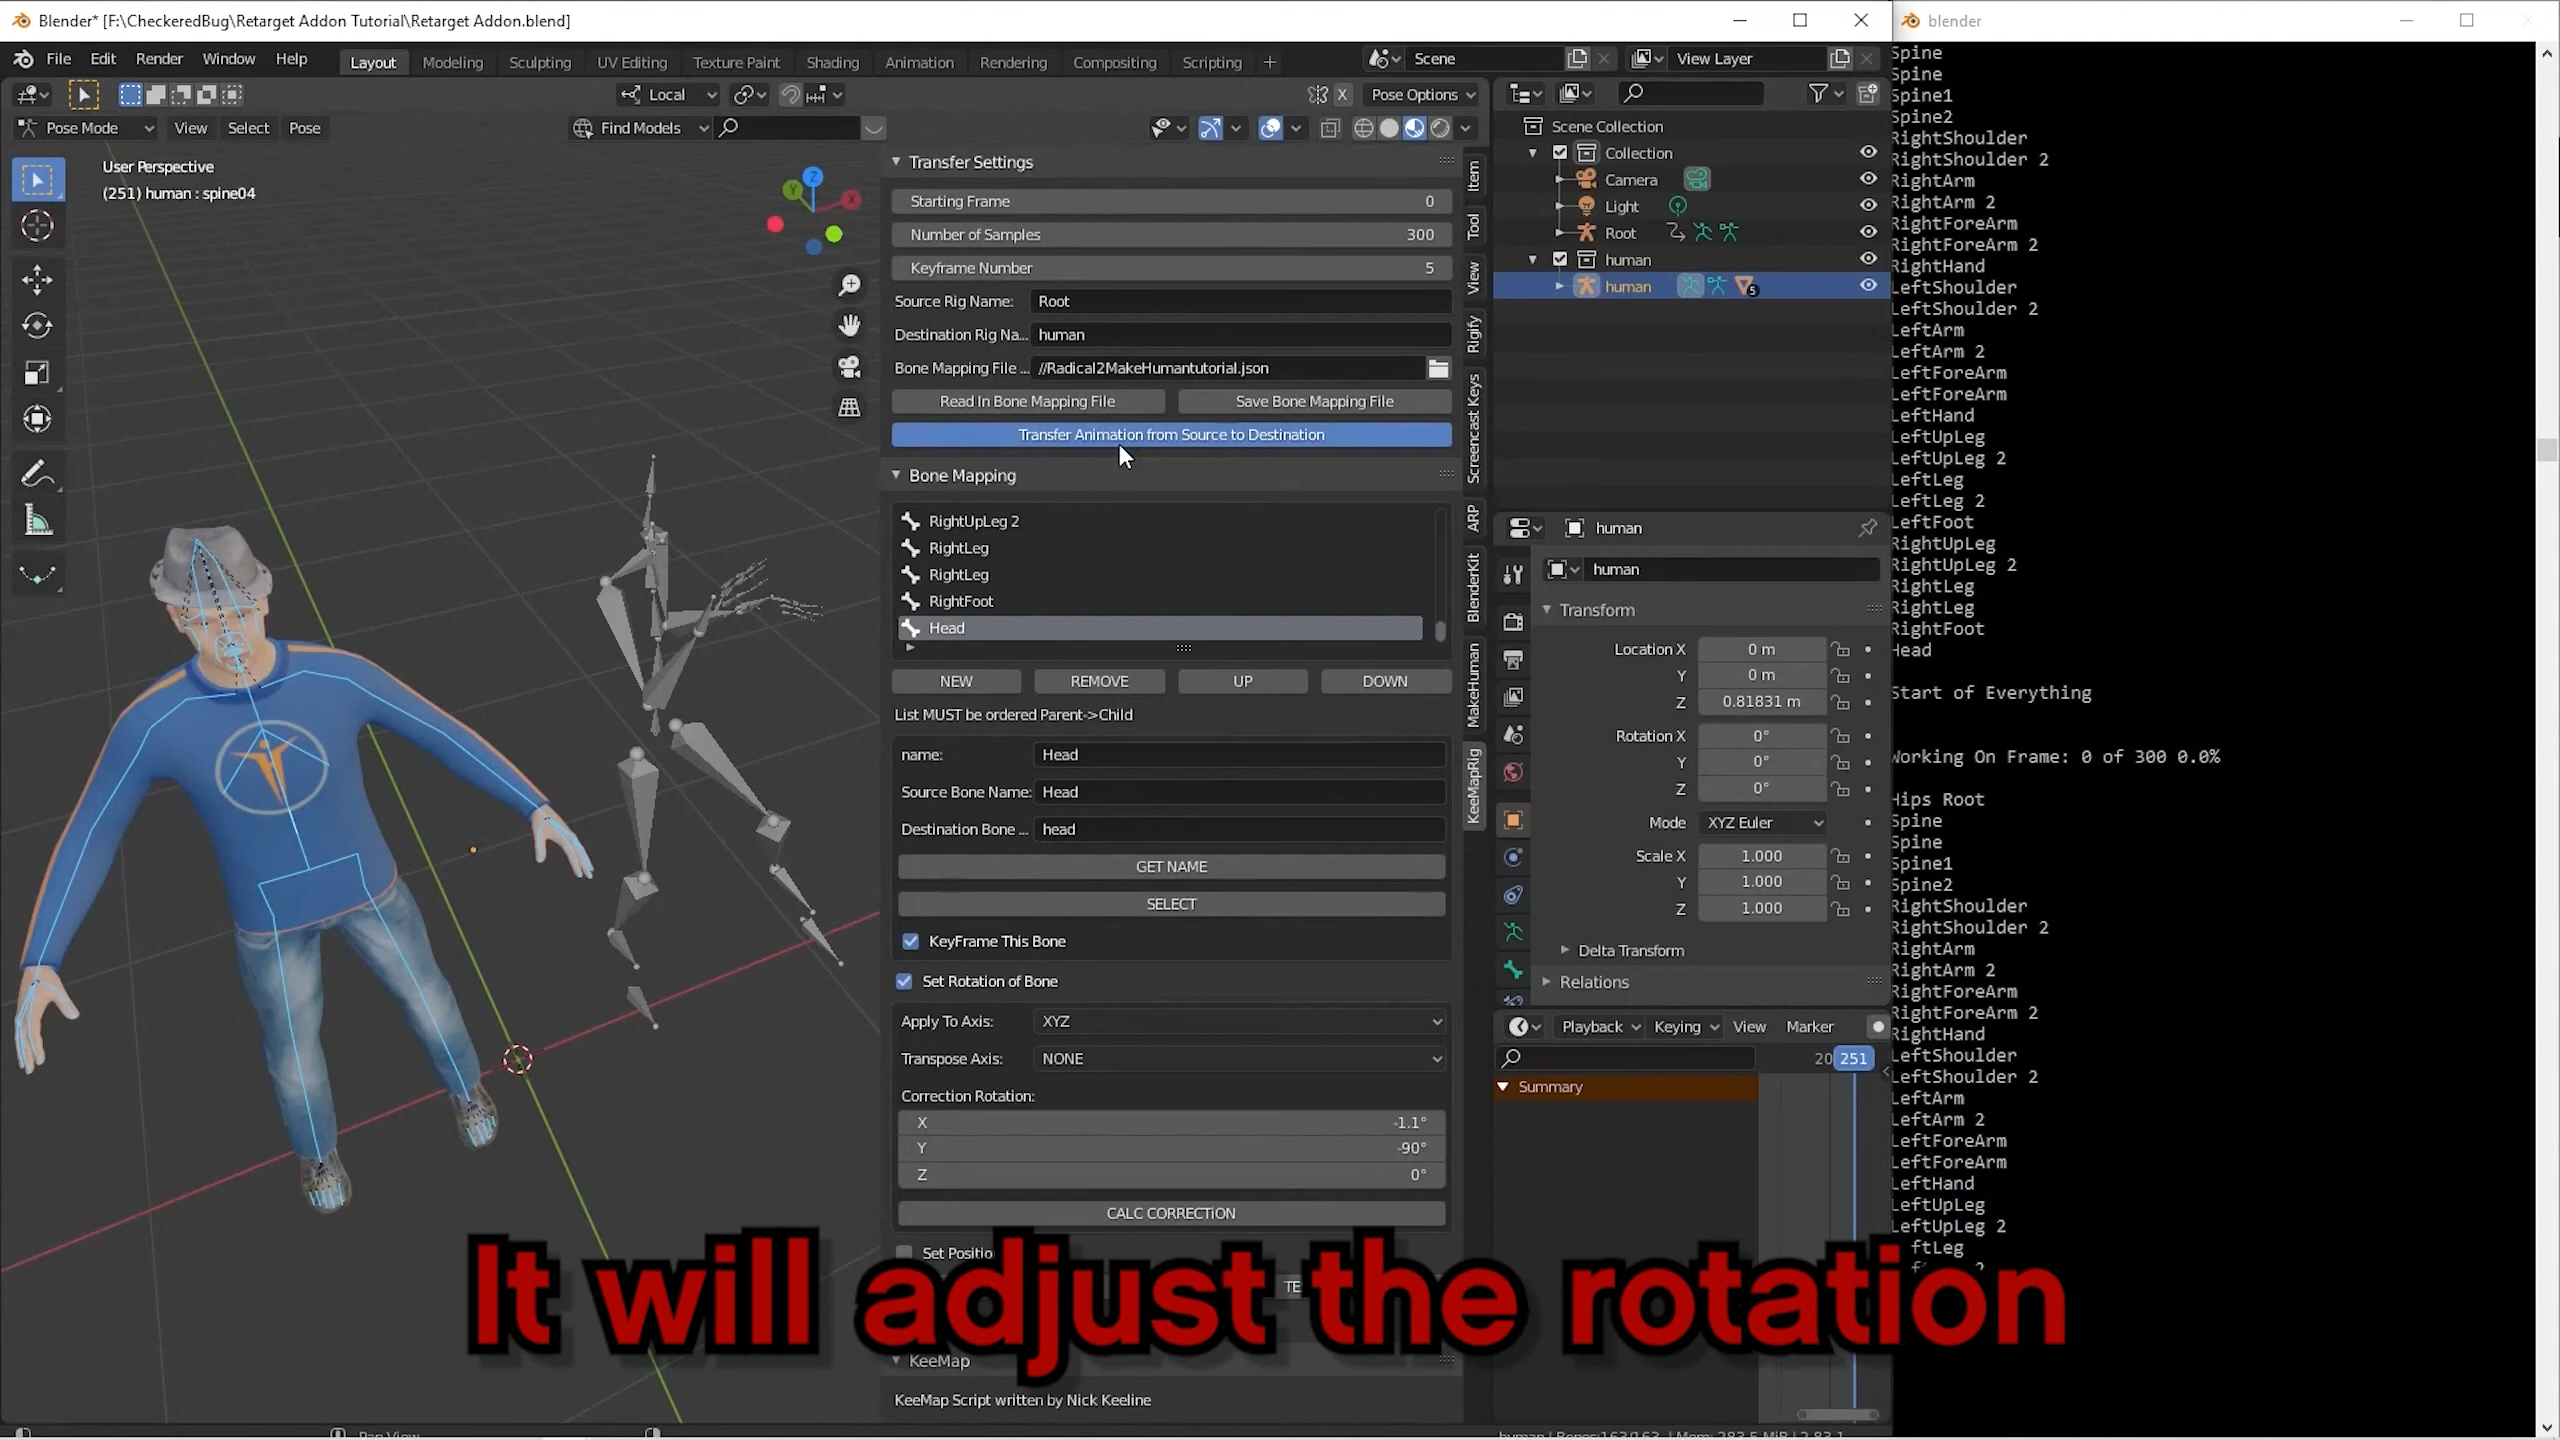 Blender* [F:\CheckeredBug\Retarget Addon Tutorial\Retarget Addon.blend]
File Edit Render Window Help
Layout Modeling Sculpting UV Editing Texture Paint Shading Animation Rendering Compositing Scripting +
Scene
View Layer
Local
X Pose Options
Pose Mode View Select Pose
Find Models
User Perspective
(251) human : spine04
Z
Y
X
Transfer Settings
Starting Frame 0
Number of Samples 300
Keyframe Number 5
Source Rig Name: Root
Destination Rig Na... human
Bone Mapping File ... //Radical2MakeHumantutorial.json
Read In Bone Mapping File
Save Bone Mapping File
Transfer Animation from Source to Destination
Bone Mapping
RightUpLeg 2
RightLeg
RightLeg
RightFoot
Head
NEW REMOVE UP DOWN
List MUST be ordered Parent->Child
name: Head
Source Bone Name: Head
Destination Bone ... head
GET NAME
SELECT
KeyFrame This Bone
Set Rotation of Bone
Apply To Axis: XYZ
Transpose Axis: NONE
Correction Rotation:
X -1.1°
Y -90°
Z 0°
CALC CORRECTION
Set Positio
TE
It will adjust the rotation
KeeMap
KeeMap Script written by Nick Keeline
Item
Tool
View
Rigify
Screencast Keys
ARP
BlenderKit
MakeHuman
KeeMapRig
Scene Collection
Collection
Camera
Light
Root
human
human
5
human
human
Transform
Location X 0 m
Y 0 m
Z 0.81831 m
Rotation X 0°
Y 0°
Z 0°
Mode XYZ Euler
Scale X 1.000
Y 1.000
Z 1.000
Delta Transform
Relations
Playback Keying View Marker
20 251
Summary
blender
Spine
Spine
Spine1
Spine2
RightShoulder
RightShoulder 2
RightArm
RightArm 2
RightForeArm
RightForeArm 2
RightHand
LeftShoulder
LeftShoulder 2
LeftArm
LeftArm 2
LeftForeArm
LeftForeArm
LeftHand
LeftUpLeg
LeftUpLeg 2
LeftLeg
LeftLeg 2
LeftFoot
RightUpLeg
RightUpLeg 2
RightLeg
RightLeg
RightFoot
Head
Start of Everything
Working On Frame: 0 of 300 0.0%
Hips Root
Spine
Spine
Spine1
Spine2
RightShoulder
RightShoulder 2
RightArm
RightArm 2
RightForeArm
RightForeArm 2
RightHand
LeftShoulder
LeftShoulder 2
LeftArm
LeftArm 2
LeftForeArm
LeftForeArm
LeftHand
LeftUpLeg
LeftUpLeg 2
ftLeg